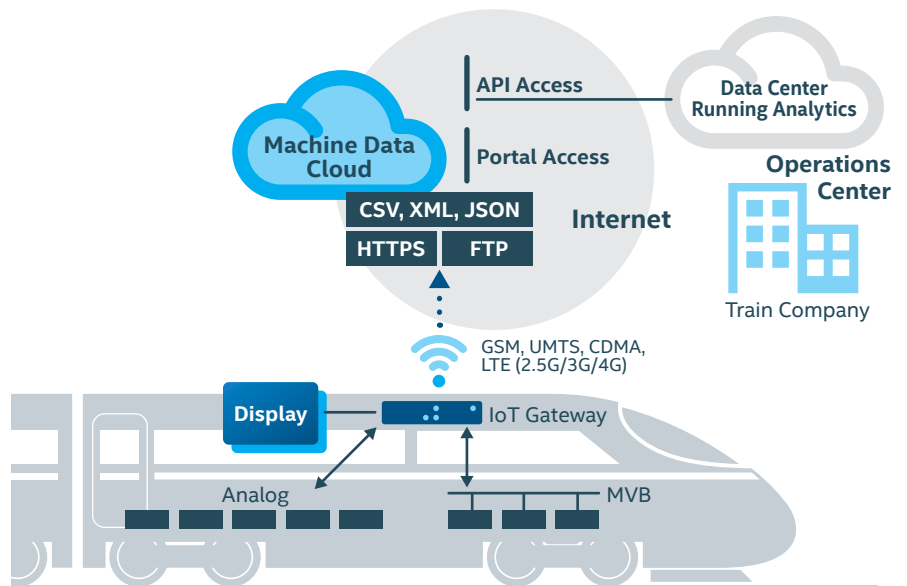 API Access
Data Center
Running Analytics
Machine Data
Cloud
Portal Access
Operations
Center
CSV, XML, JSON
Internet
HTTPS
FTP
Train Company
GSM, UMTS, CDMA,
LTE (2.5G/3G/4G)
Display
IoT Gateway
Analog
MVB